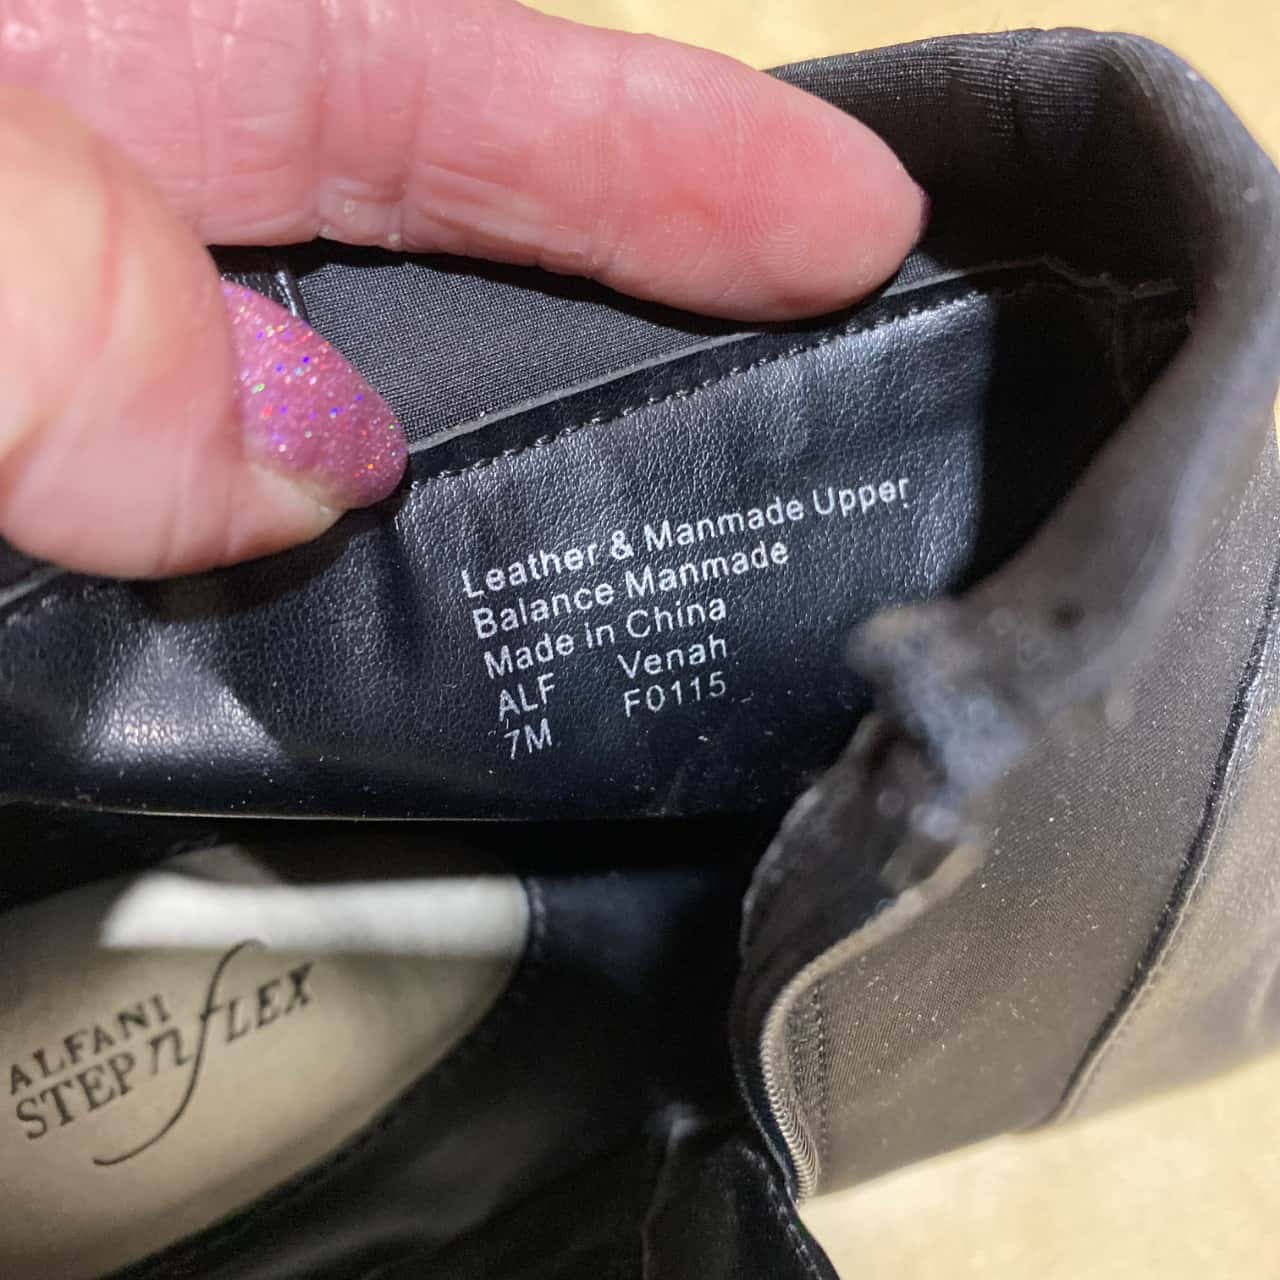 Leather & Manmade Upper
Balance Manmade
Made in China
ALF Venah
7M F0115
ALFANI
STEP n fLEX